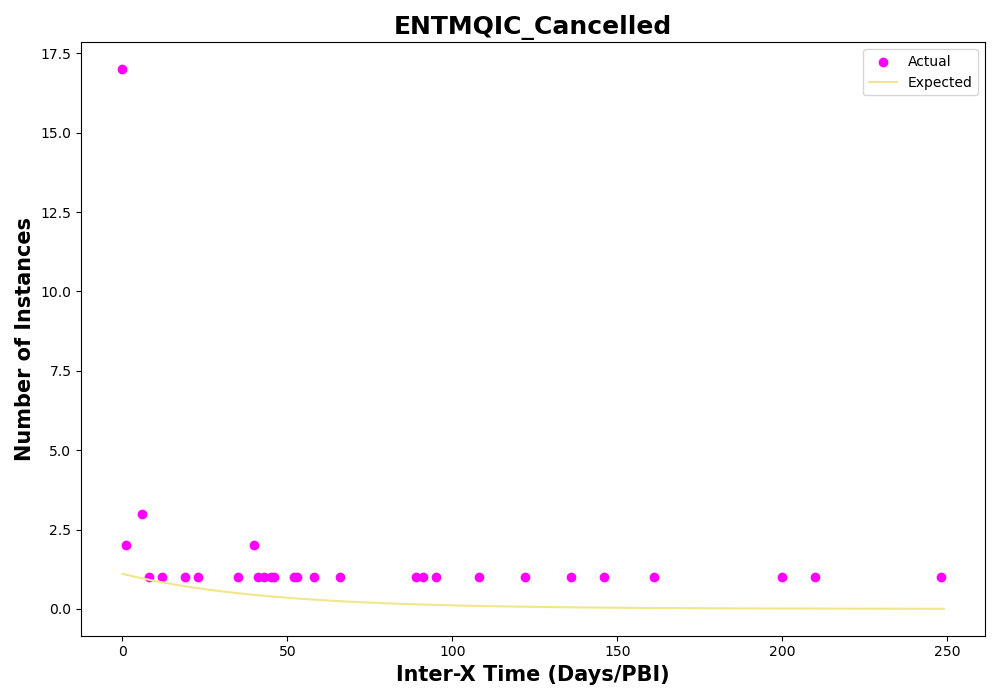 ENTMQIC_Cancelled
Actual
Expected
Number of Instances
17.5
15.0
12.5
10.0
7.5
5.0
2.5
0.0
0 50 100 150 200 250
Inter-X Time (Days/PBI)